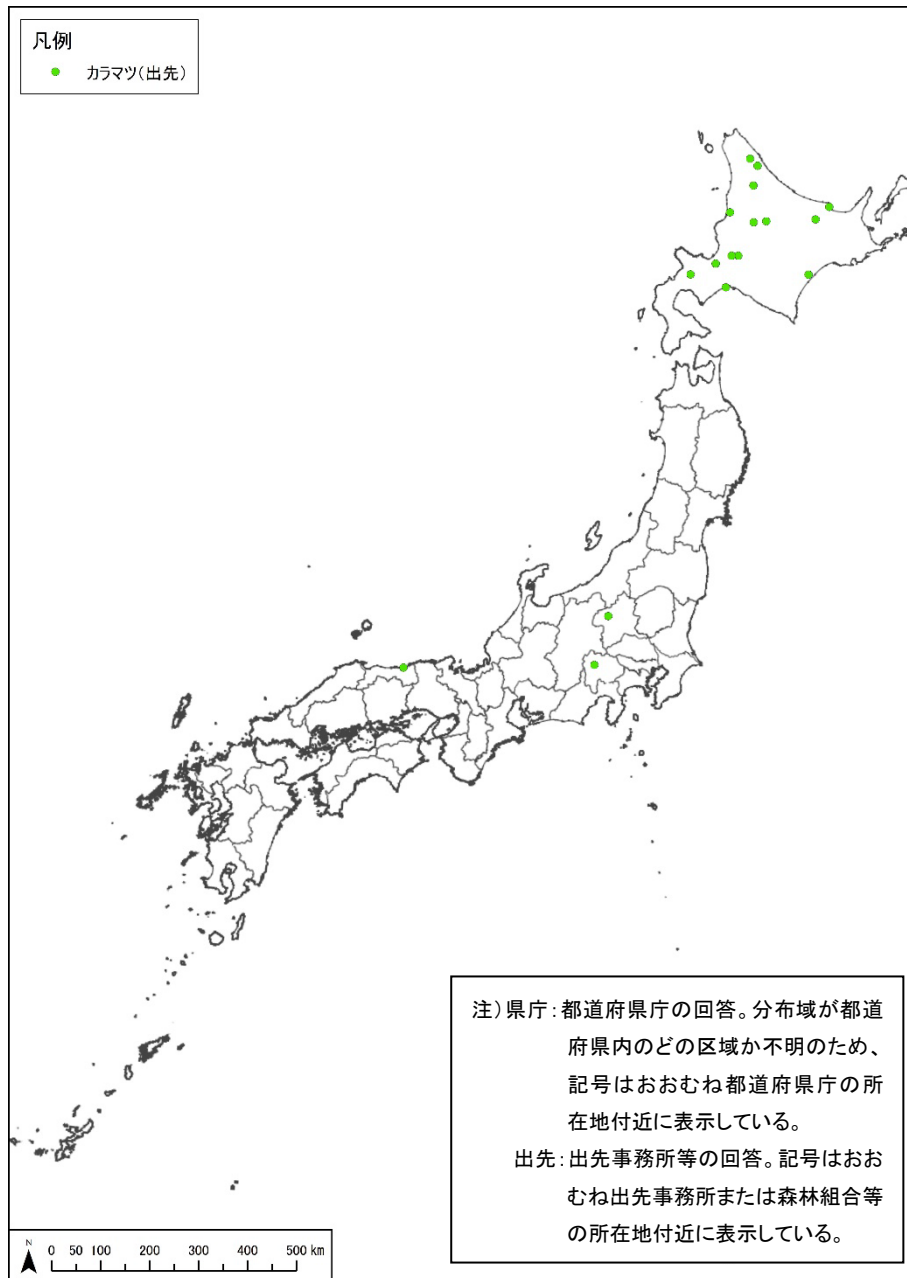 凡例
カラマツ(出先)
注)県庁:都道府県庁の回答。分布域が都道
府県内のどの区域か不明のため、
記号はおおむね都道府県庁の所
在地付近に表示している。
出先:出先事務所等の回答。記号はおお
むね出先事務所または森林組合等
の所在地付近に表示している。
N
0 50 100 200 300 400 500 km